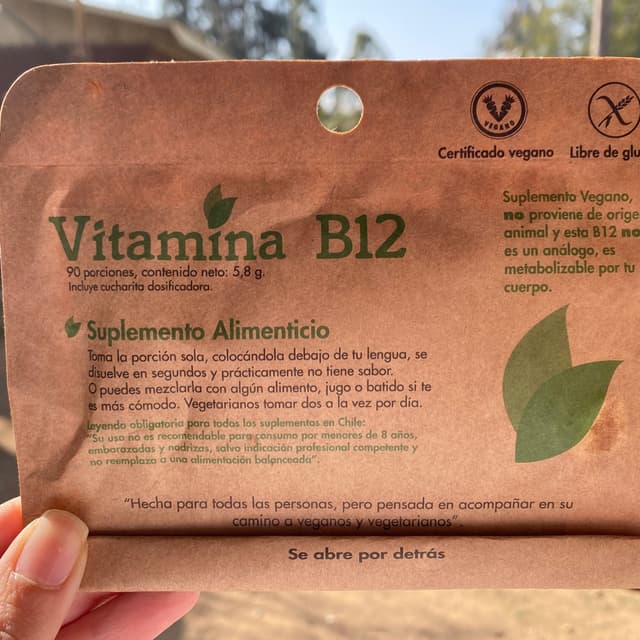 VEGANO
Certificado vegano
Libre de
Vitamina B12
90 porciones, contenido neto: 5,8 g.
Incluye cucharita dosificadora.
Suplemento Vegano,
no proviene de
animal y esta B12 no
es un análogo, es
metabolizable por tu
cuerpo.
Suplemento Alimenticio
Toma la porción sola, colocándola debajo de tu lengua, se
disuelve en segundos y prácticamente no tiene sabor.
O puedes mezclarla con algún alimento, jugo o batido si te
es más cómodo. Vegetarianos tomar dos a la vez por día.
Leyenda obligatoria para todos los suplementos en Chile:
"Su uso no es recomendable para consumo por menores de 8 años,
embarazadas y nodrizas, salvo indicación profesional competente y
no reemplaza a una alimentación balanceada".
"Hecha para todas las personas, pero pensada en acompañar en su
camino a veganos y vegetarianos".
Se abre por detrás